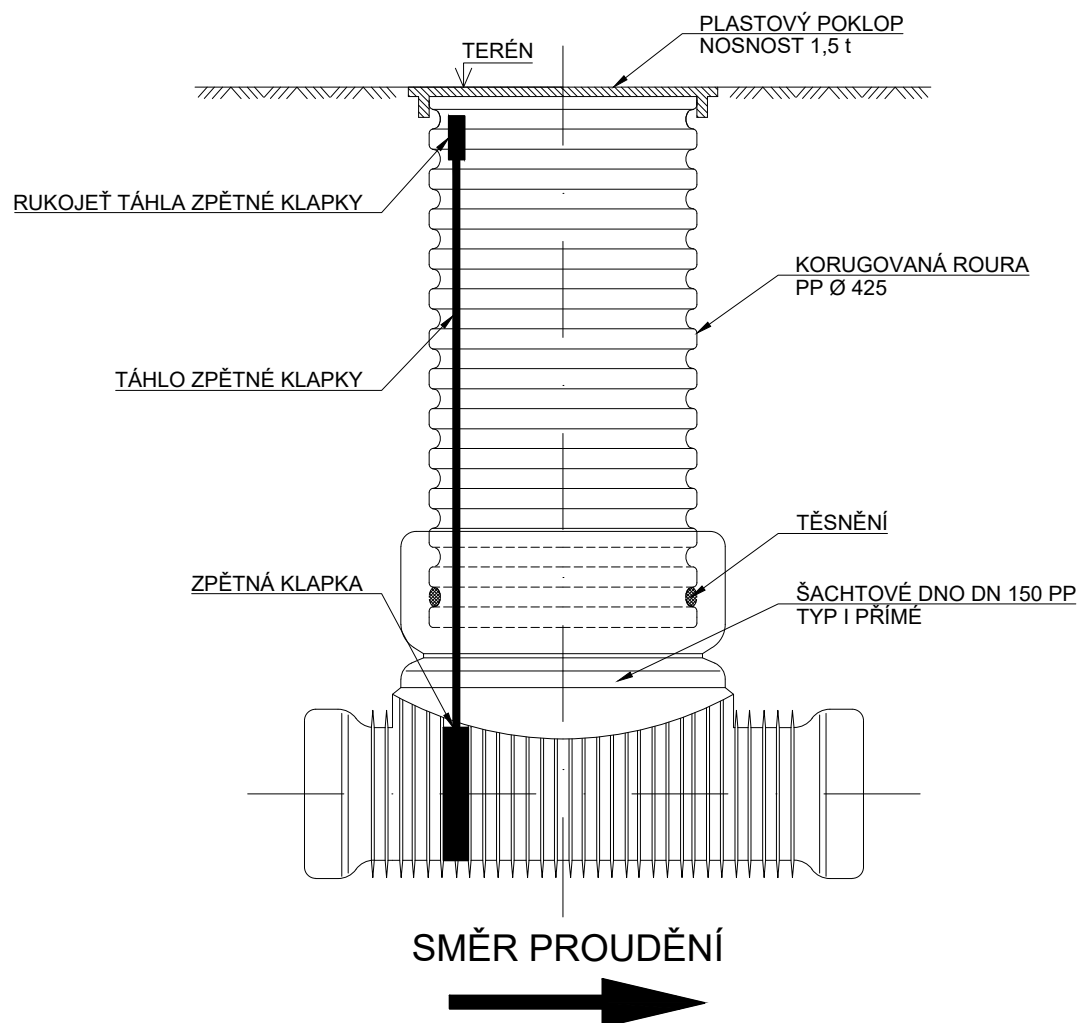 PLASTOVÝ POKLOP
NOSNOST 1,5 t
TERÉN
RUKOJEŤ TÁHLA ZPĚTNÉ KLAPKY
KORUGOVANÁ ROURA
PP Ø 425
TÁHLO ZPĚTNÉ KLAPKY
TĚSNĚNÍ
ZPĚTNÁ KLAPKA
ŠACHTOVÉ DNO DN 150 PP
TYP I PŘÍMÉ
SMĚR PROUDĚNÍ